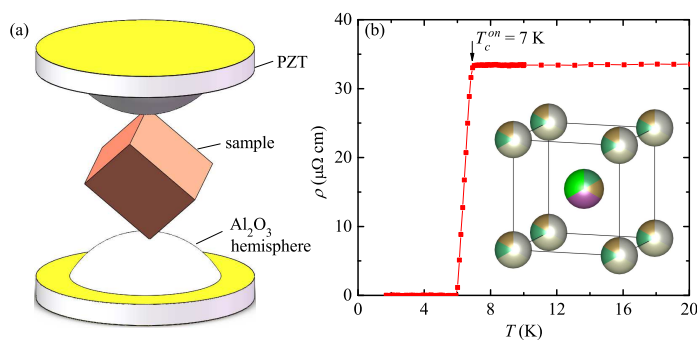 (a)
PZT
sample
Al₂O₃
hemisphere
(b)
T_c^on = 7 K
ρ (μΩ cm)
40
30
20
10
0
0 4 8 12 16 20
T (K)